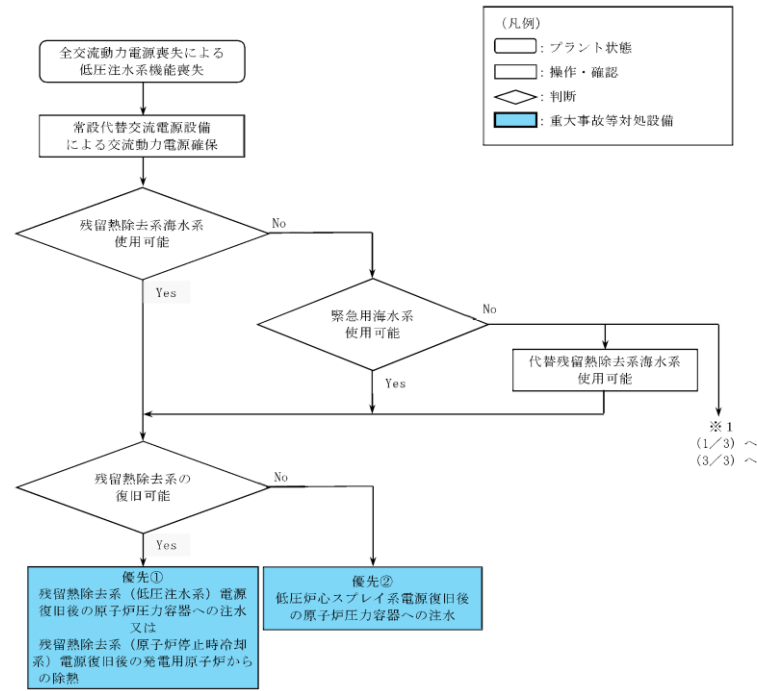 (凡例)
: プラント状態
: 操作・確認
: 判断
: 重大事故等対処設備
全交流動力電源喪失による
低圧注水系機能喪失
常設代替交流電源設備
による交流動力電源確保
残留熱除去系海水系
使用可能
No
Yes
緊急用海水系
使用可能
No
Yes
代替残留熱除去系海水系
使用可能
※1
(1/3) へ
(3/3) へ
残留熱除去系の
復旧可能
No
Yes
優先①
残留熱除去系(低圧注水系)電源
復旧後の原子炉圧力容器への注水
又は
残留熱除去系(原子炉停止時冷却
系)電源復旧後の発電用原子炉から
の除熱
優先②
低圧炉心スプレイ系電源復旧後
の原子炉圧力容器への注水